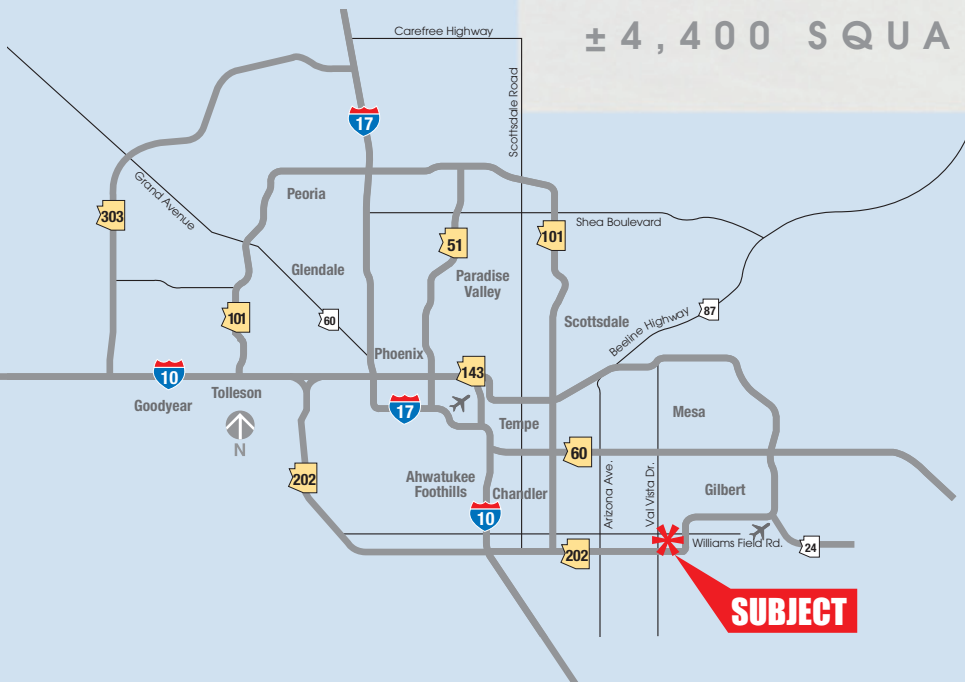 ± 4,400 SQUA
Carefree Highway
Scottsdale Road
17
Grand Avenue
Peoria
303
Shea Boulevard
51
101
Glendale
Paradise
Valley
87
101
60
Scottsdale
Beeline Highway
Phoenix
143
10
Tolleson
Goodyear
17
Mesa
N
Tempe
60
Arizona Ave.
Val Vista Dr.
202
Ahwatukee
Foothills
Chandler
Gilbert
10
Williams Field Rd.
24
202
SUBJECT